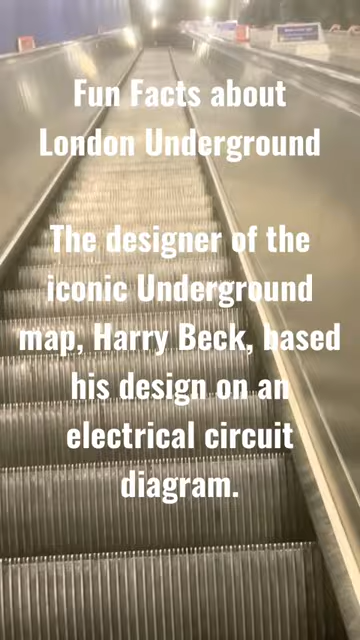 Fun Facts about
London Underground
The designer of the
iconic Underground
map, Harry Beck, based
his design on an
electrical circuit
diagram.